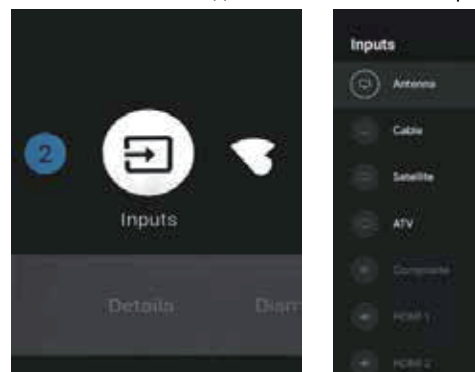 2
Inputs
Details
Inputs
Antenna
Cable
Satellite
ATV
Composite
HDMI 1
HDMI 2